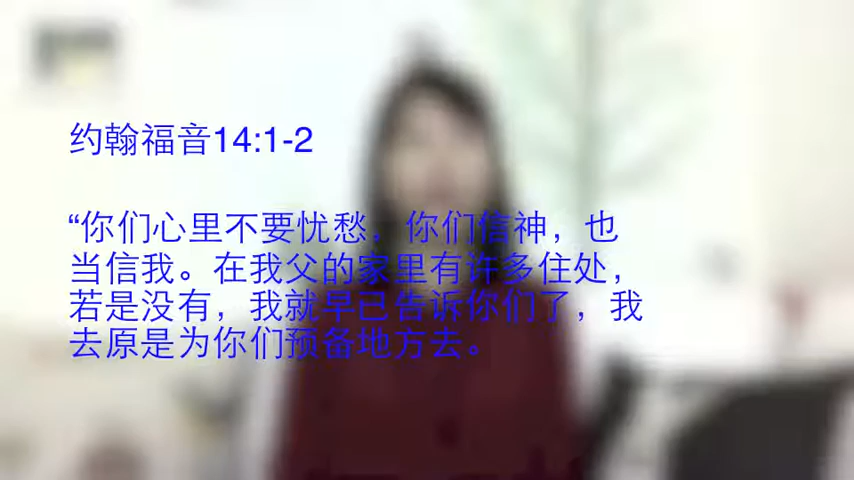 约翰福音14:1-2
“你们心里不要忧愁，你们信神，也
当信我。在我父的家里有许多住处，
若是没有，我就早已告诉你们了，我
去原是为你们预备地方去。